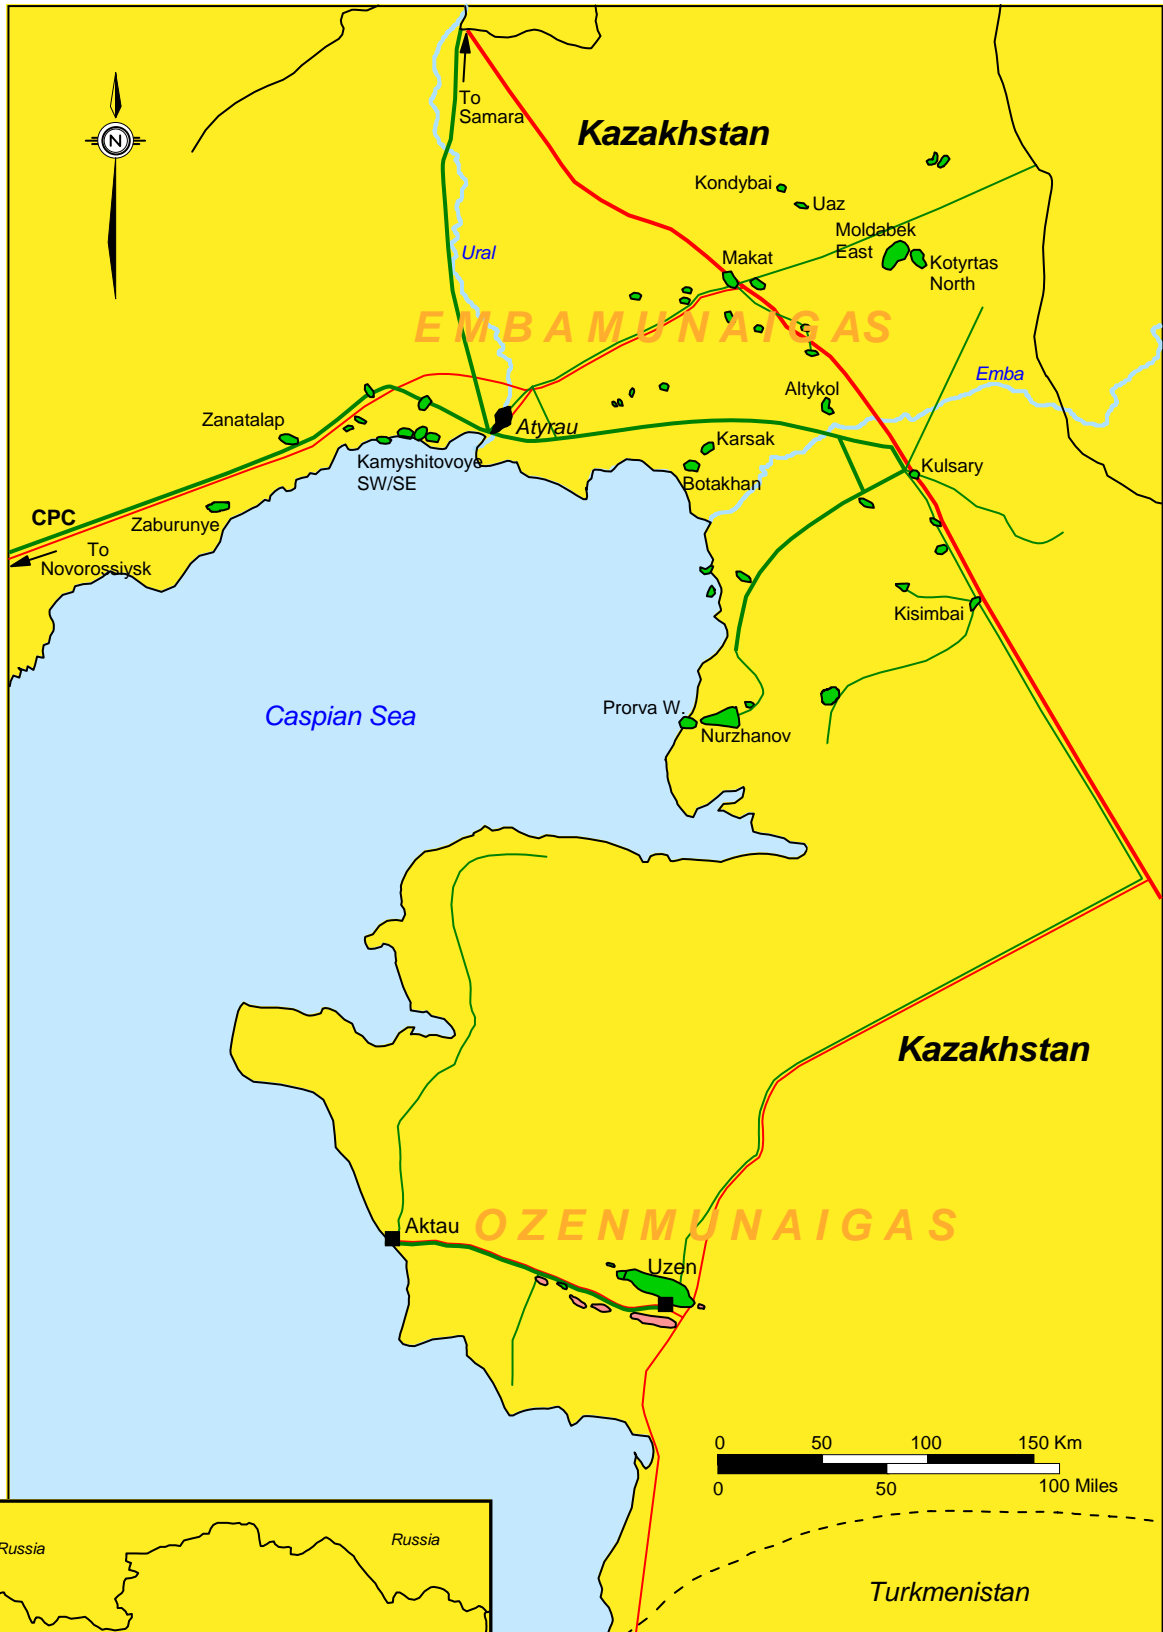 To
Samara
Kazakhstan
N
Kondybai
Uaz
Moldabek
East
Kotyrtas
North
Ural
Makat
EMBAMUNAIGAS
Emba
Altykol
Zanatalap
Atyrau
Karsak
Kamyshitovoye
SW/SE
Botakhan
Kulsary
CPC
Zaburunye
To
Novorossiysk
Kisimbai
Caspian Sea
Prorva W.
Nurzhanov
Kazakhstan
Aktau
OZENMUNAIGAS
Uzen
0 50 100 150 Km
0 50 100 Miles
Russia
Russia
Turkmenistan